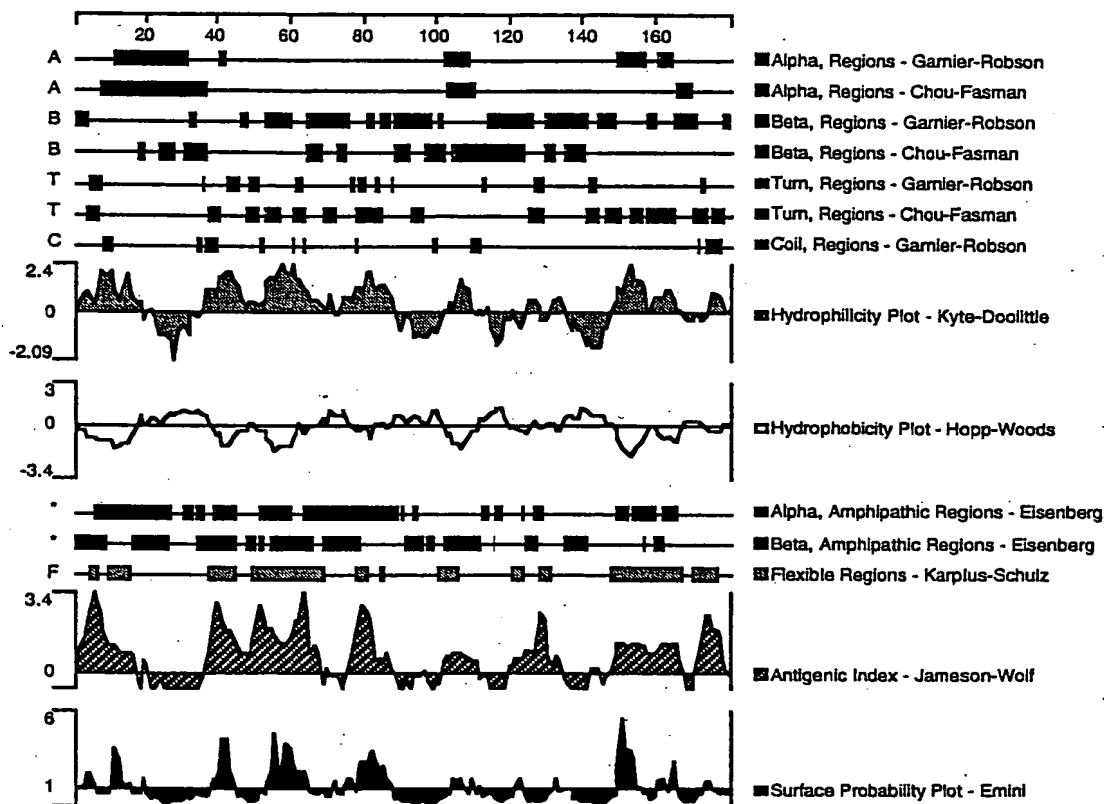 20 40 60 80 100 120 140 160
A Alpha, Regions - Garnier-Robson
A Alpha, Regions - Chou-Fasman
B Beta, Regions - Garnier-Robson
B Beta, Regions - Chou-Fasman
T Turn, Regions - Garnier-Robson
T Turn, Regions - Chou-Fasman
C Coil, Regions - Garnier-Robson
2.4
0 Hydrophilicity Plot - Kyte-Doolittle
-2.09
3
0 Hydrophobicity Plot - Hopp-Woods
-3.4
* Alpha, Amphipathic Regions - Eisenberg
* Beta, Amphipathic Regions - Eisenberg
F Flexible Regions - Karplus-Schulz
3.4
0 Antigenic Index - Jameson-Wolf
6
1 Surface Probability Plot - Emini